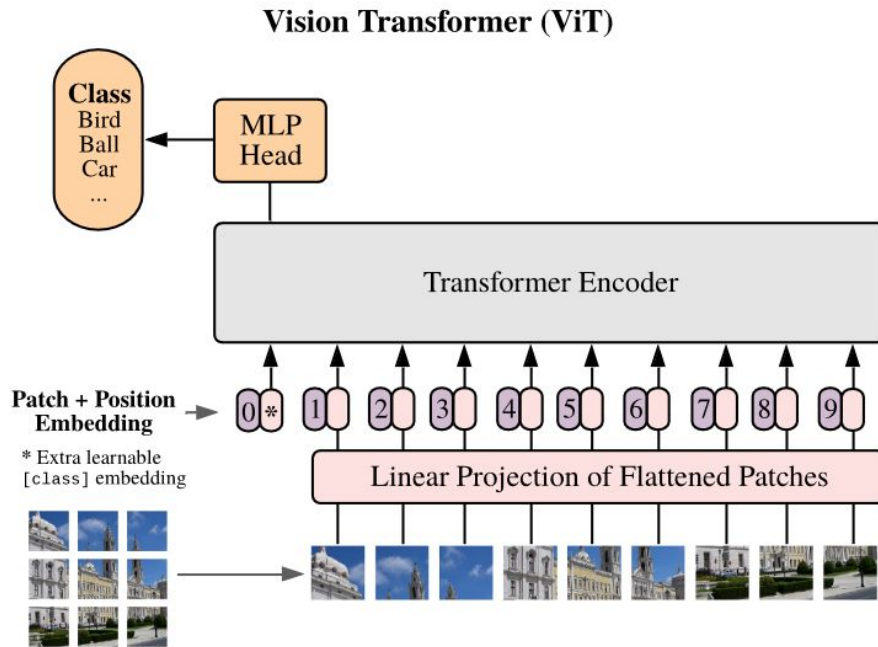 Vision Transformer (ViT)
Class
Bird
Ball
Car
...
MLP
Head
Transformer Encoder
Patch + Position
Embedding
0 * 1 2 3 4 5 6 7 8 9
* Extra learnable
[class] embedding
Linear Projection of Flattened Patches